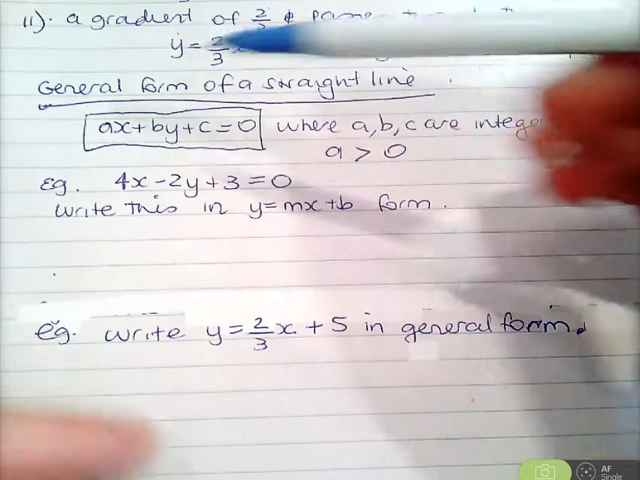 11). a gradient of 2/3 &
y = 2/3
General form of a straight line.
ax+by+c=0 where a, b, c are
a > 0
Eg. 4x-2y+3=0
Write this in y=mx+b form.
eg. write y = 2/3 x + 5 in general form.
AF
Single